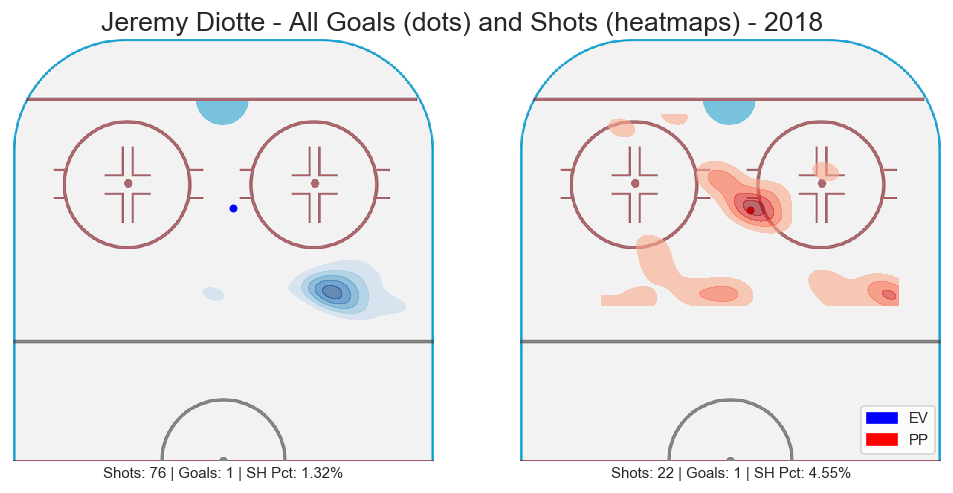 Jeremy Diotte - All Goals (dots) and Shots (heatmaps) - 2018
EV
PP
Shots: 76 | Goals: 1 | SH Pct: 1.32%
Shots: 22 | Goals: 1 | SH Pct: 4.55%